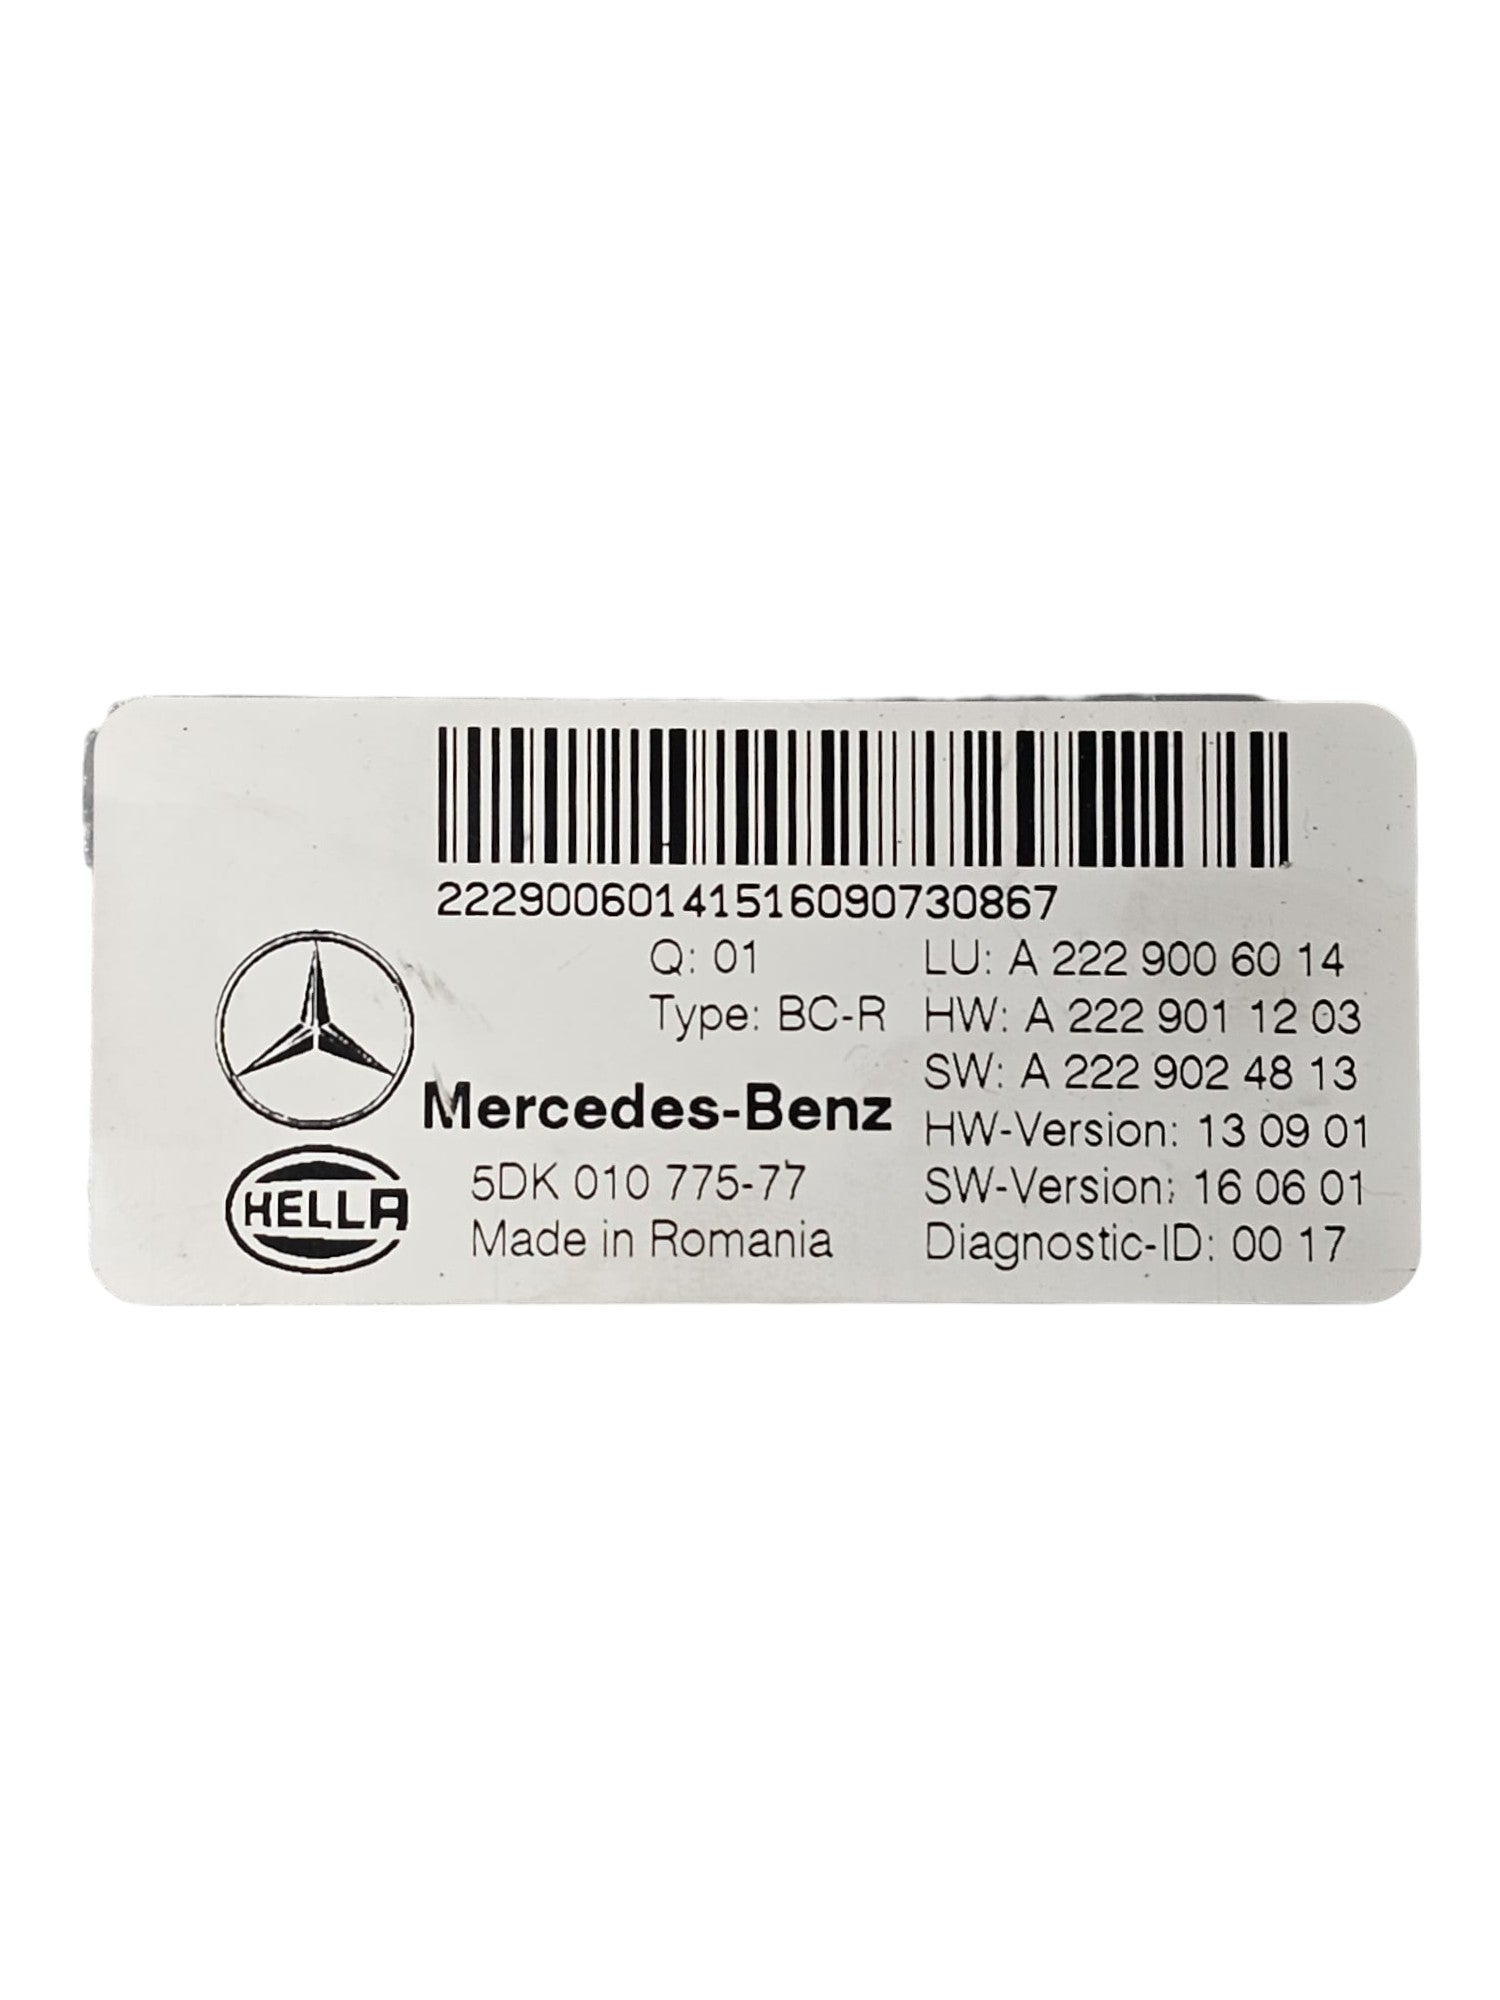 22290060141516090730867
Q: 01 LU: A 222 900 60 14
Type: BC-R HW: A 222 901 12 03
SW: A 222 902 48 13
Mercedes-Benz HW-Version: 13 09 01
HELLA 5DK 010 775-77 SW-Version: 16 06 01
Made in Romania Diagnostic-ID: 00 17